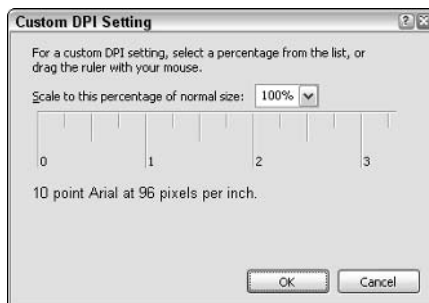 Custom DPI Setting
For a custom DPI setting, select a percentage from the list, or
drag the ruler with your mouse.
Scale to this percentage of normal size: 100%
0 1 2 3
10 point Arial at 96 pixels per inch.
OK Cancel